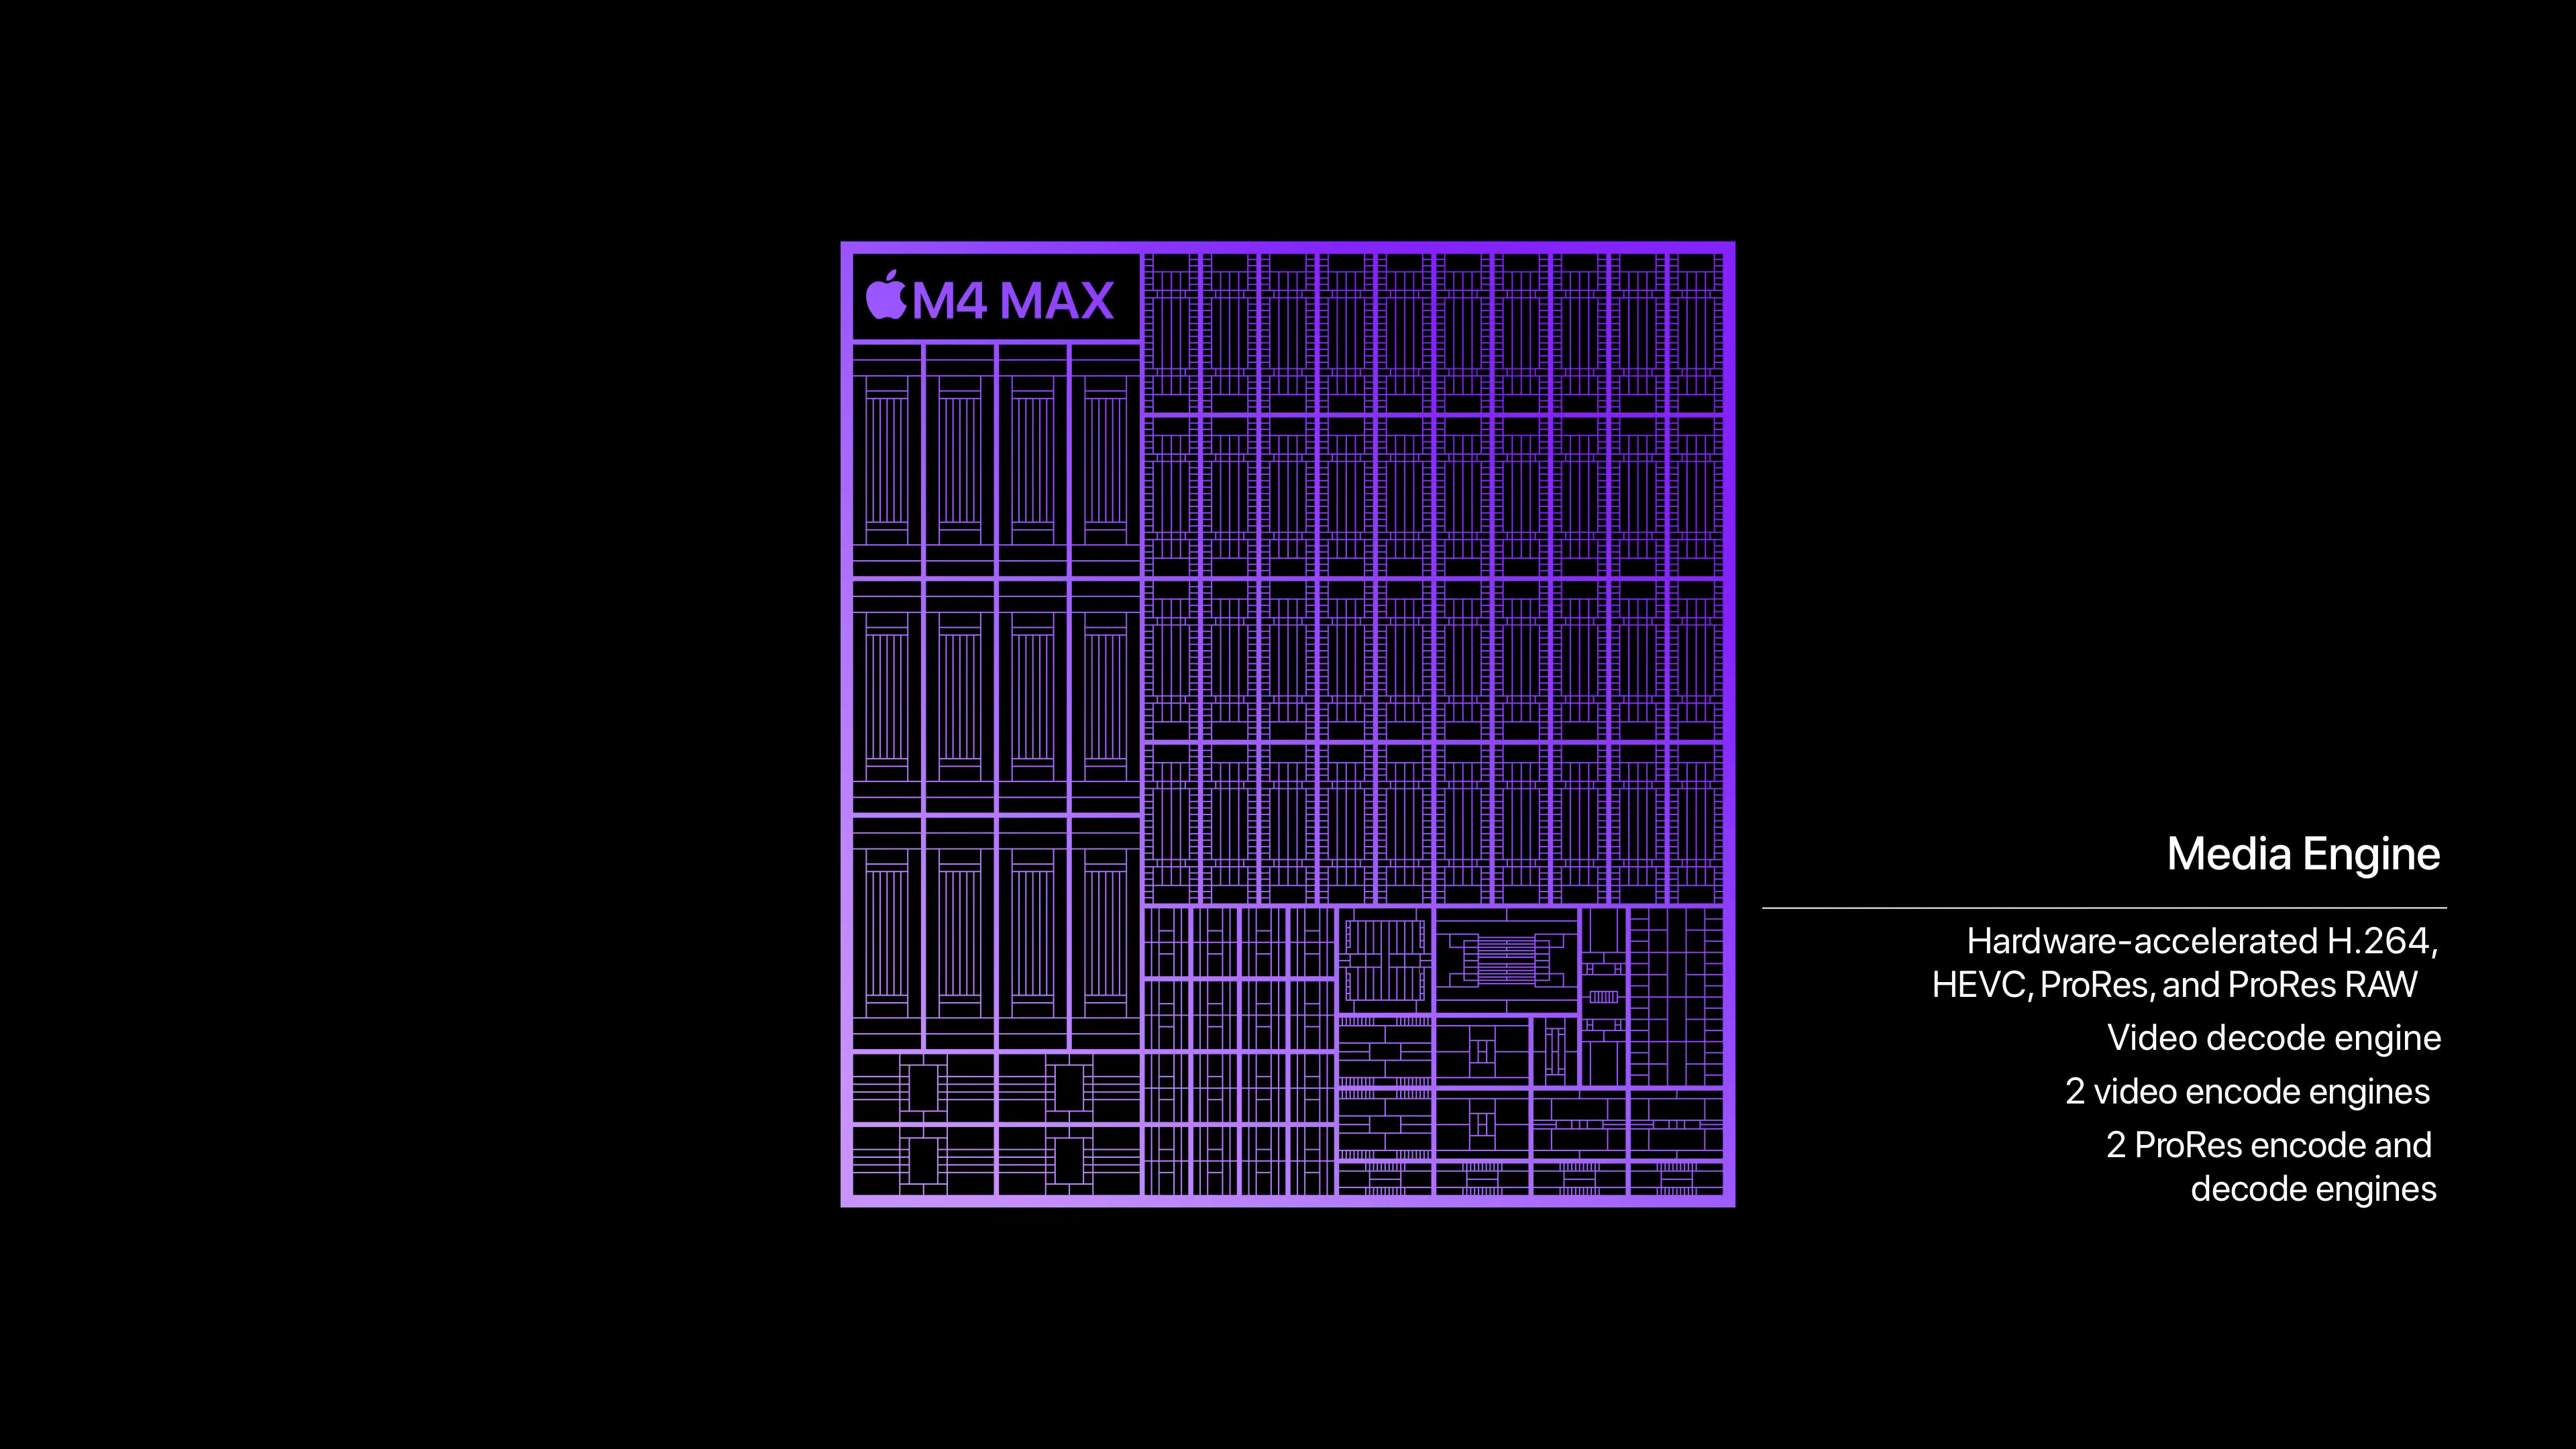 M4 MAX
Media Engine
Hardware-accelerated H.264,
HEVC, ProRes, and ProRes RAW
Video decode engine
2 video encode engines
2 ProRes encode and
decode engines